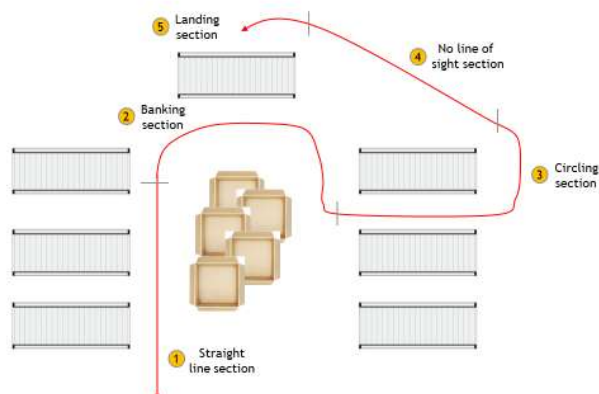 5 Landing
section
4 No line of
sight section
2 Banking
section
3 Circling
section
1 Straight
line section